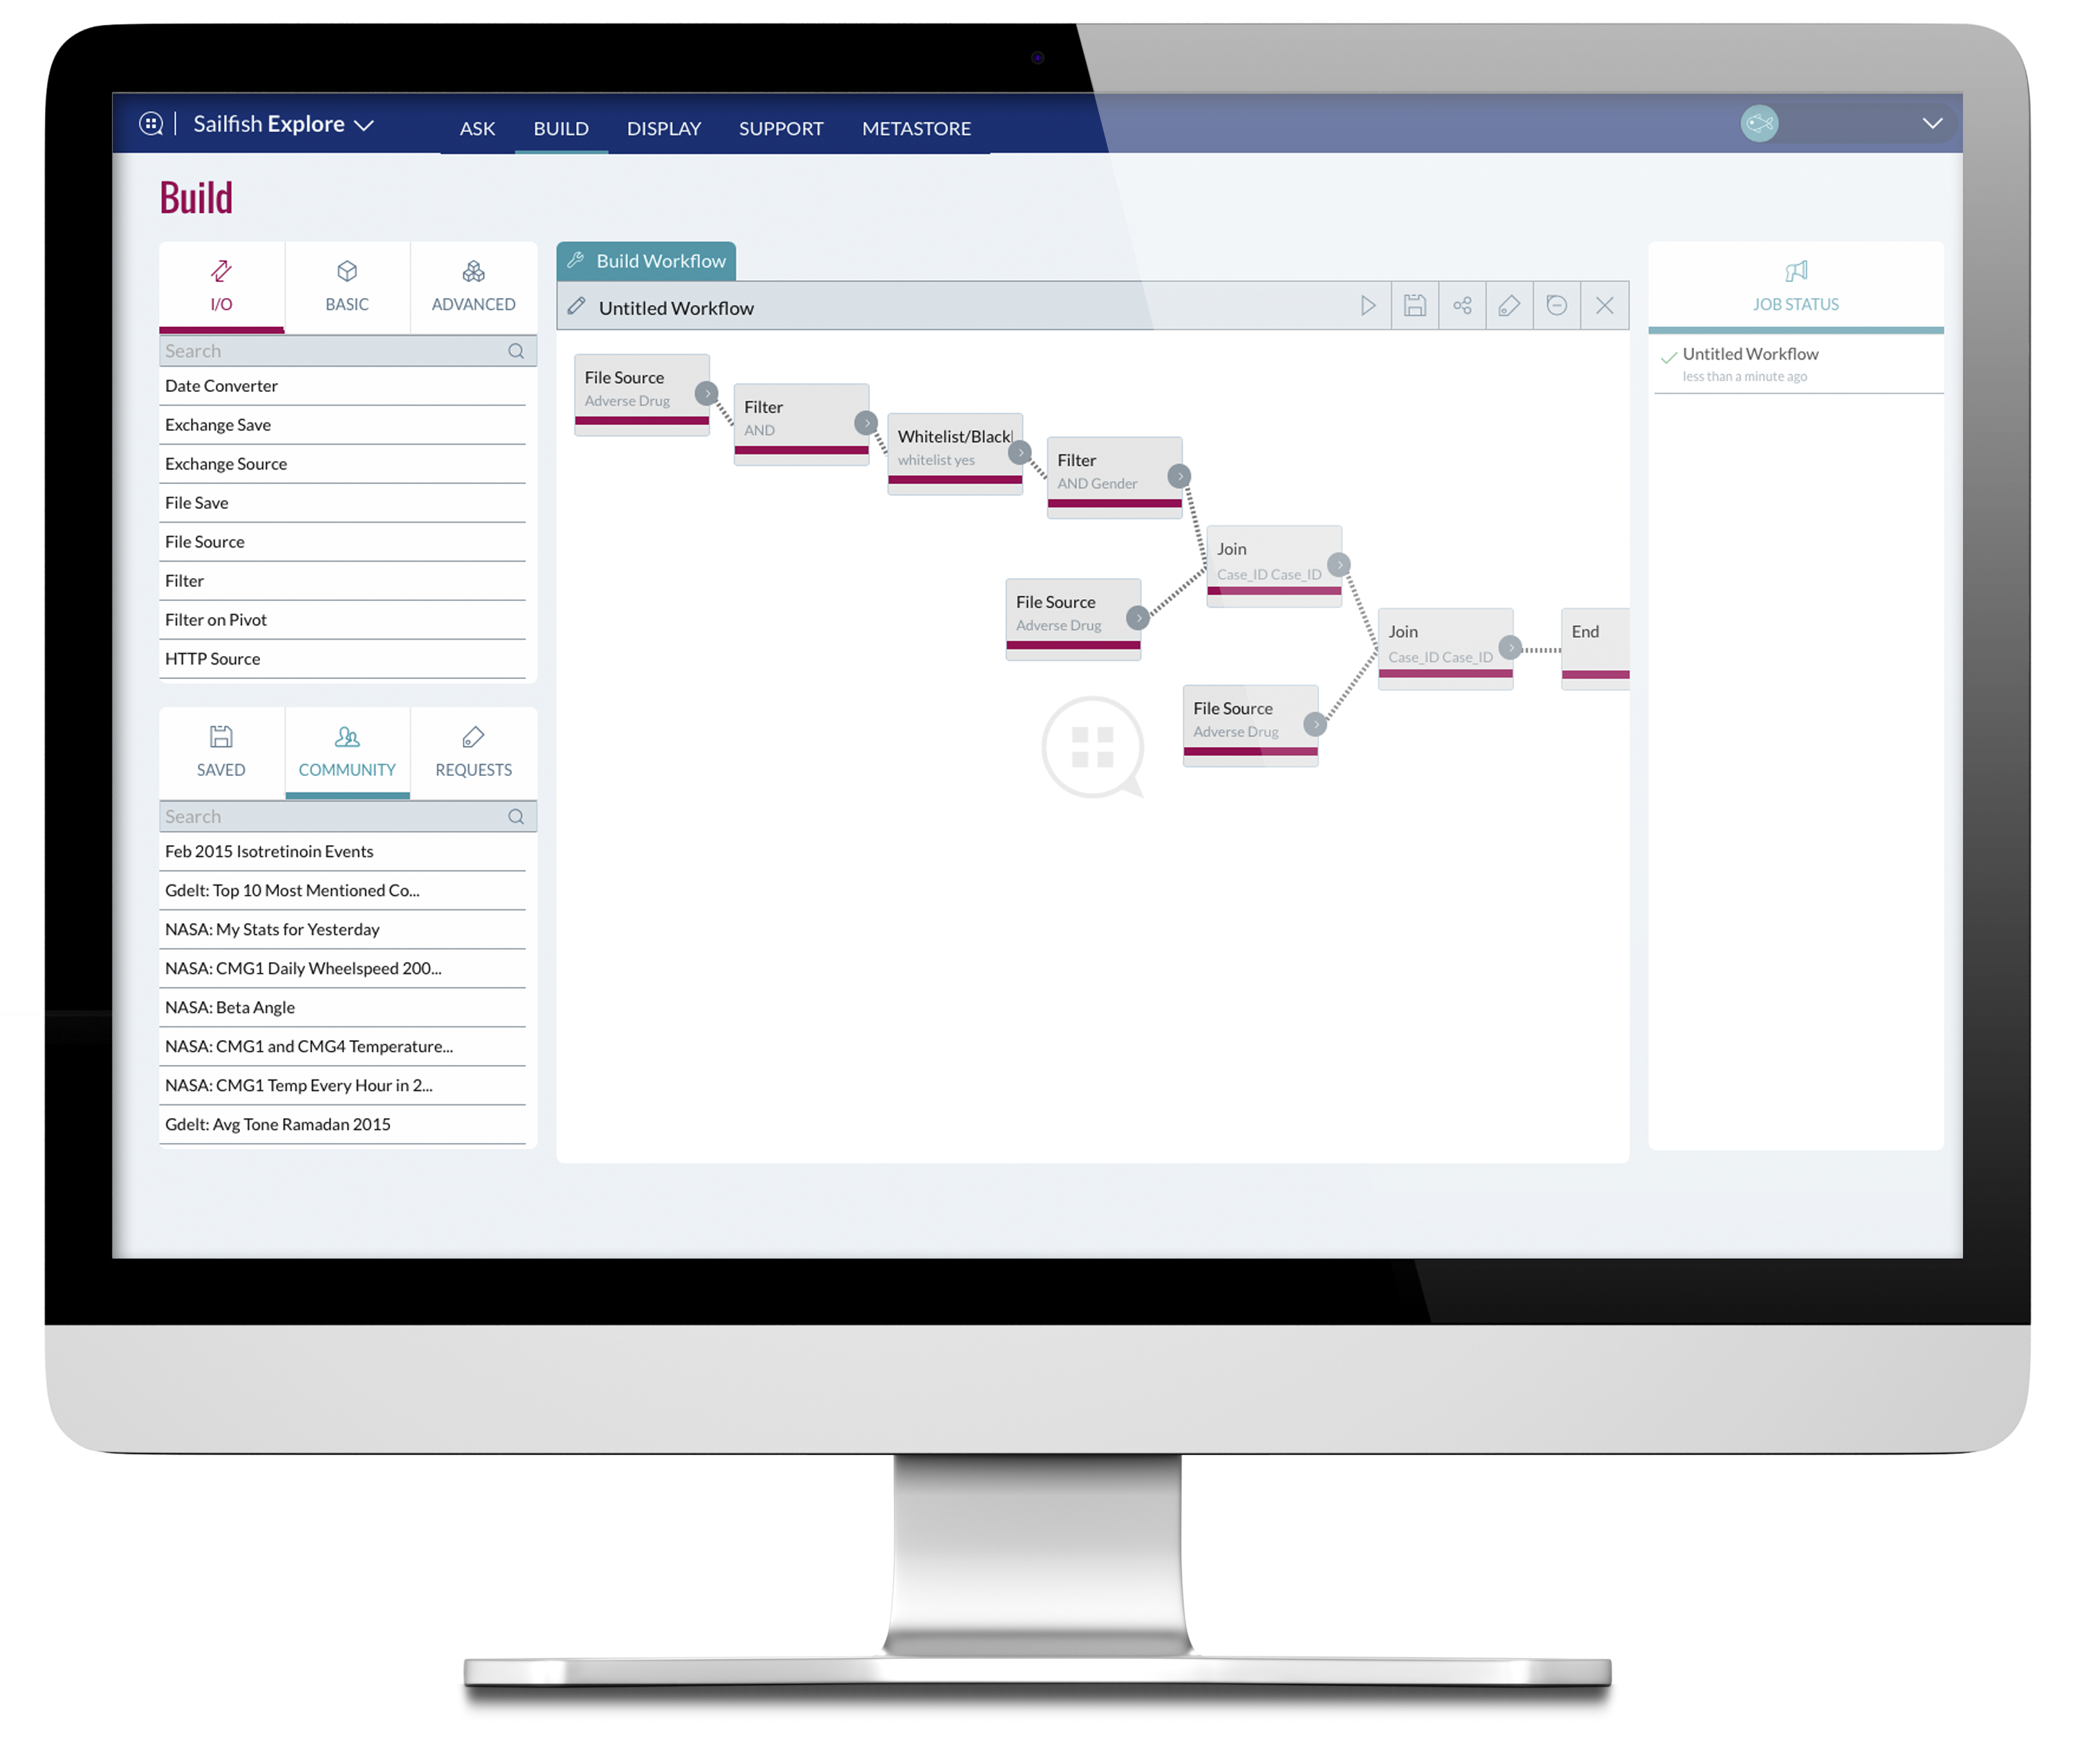 Sailfish Explore
ASK BUILD DISPLAY SUPPORT METASTORE
Build
I/O BASIC ADVANCED
Search
Date Converter
Exchange Save
Exchange Source
File Save
File Source
Filter
Filter on Pivot
HTTP Source
SAVED COMMUNITY REQUESTS
Search
Feb 2015 Isotretinoin Events
Gdelt: Top 10 Most Mentioned Co...
NASA: My Stats for Yesterday
NASA: CMG1 Daily Wheelspeed 200...
NASA: Beta Angle
NASA: CMG1 and CMG4 Temperature...
NASA: CMG1 Temp Every Hour in 2...
Gdelt: Avg Tone Ramadan 2015
Build Workflow
Untitled Workflow
File Source
Adverse Drug
Filter
AND
Whitelist/Blackl
whitelist yes
Filter
AND Gender
Join
Case_ID Case_ID
File Source
Adverse Drug
Join
Case_ID Case_ID
End
File Source
Adverse Drug
JOB STATUS
Untitled Workflow
less than a minute ago